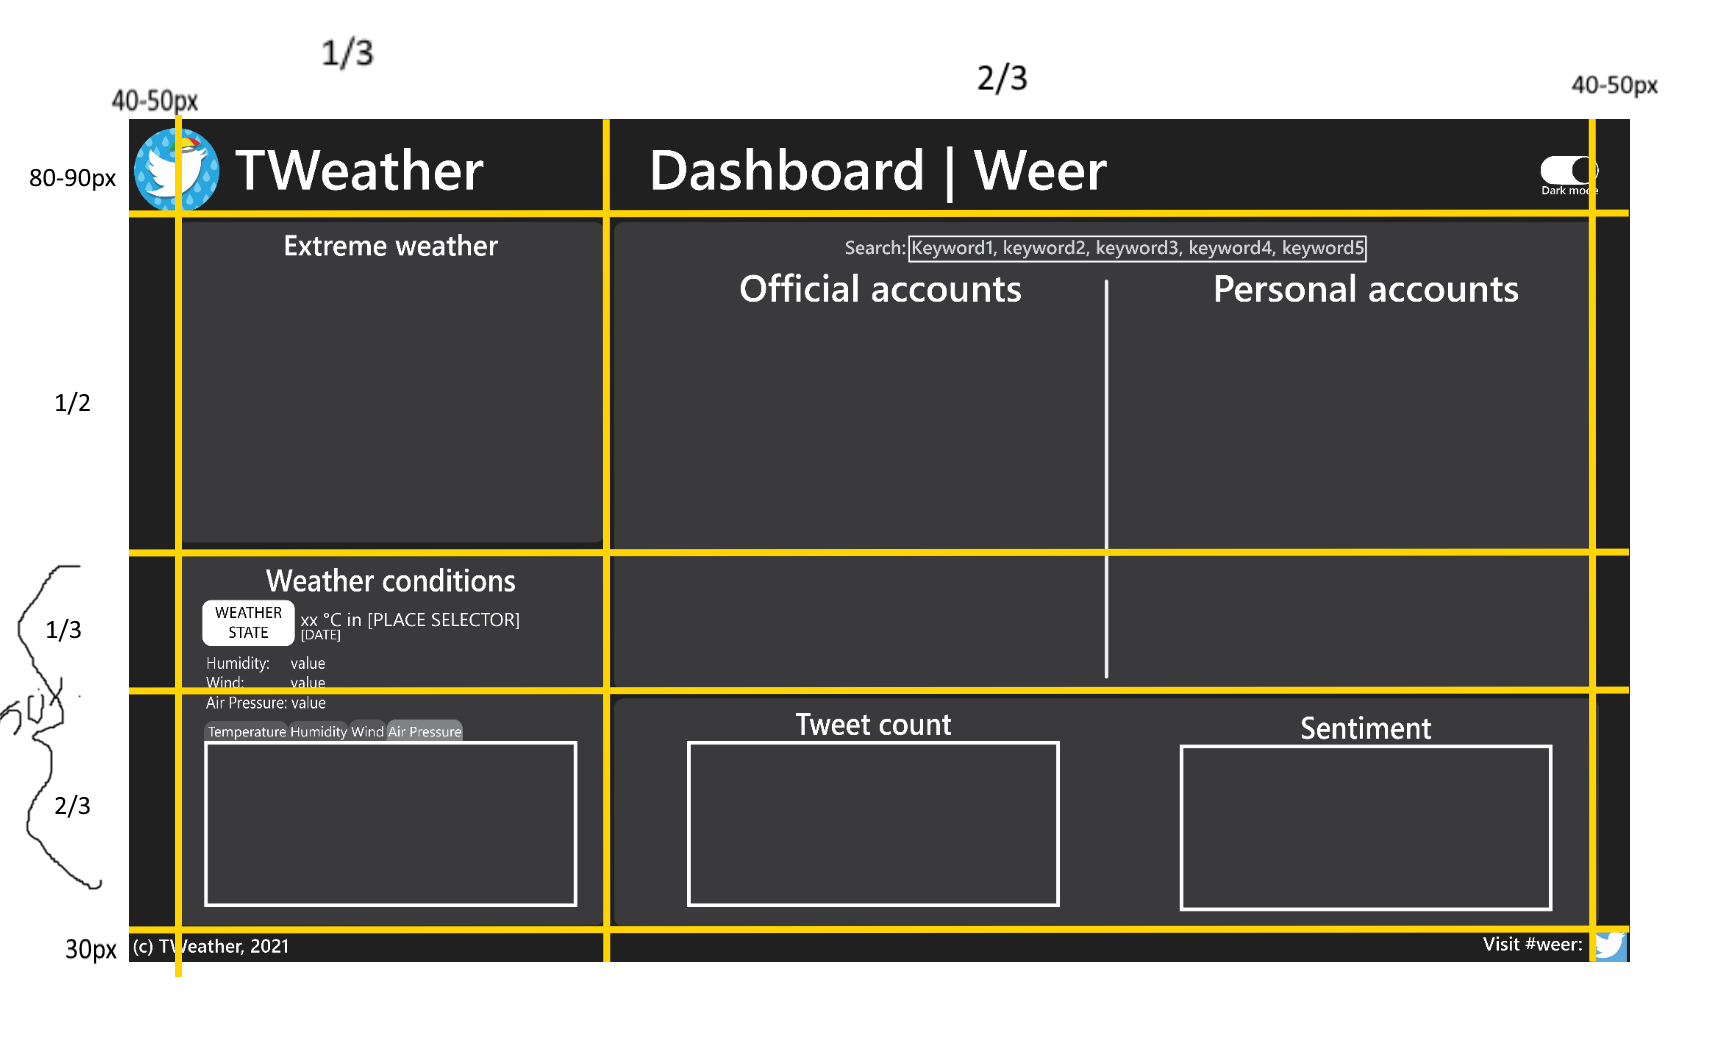 1/3
2/3
40-50px
40-50px
80-90px
TWeather
Dashboard | Weer
Dark mode
Extreme weather
Search: Keyword1, keyword2, keyword3, keyword4, keyword5
Official accounts
Personal accounts
1/2
Weather conditions
WEATHER
STATE
xx °C in [PLACE SELECTOR]
[DATE]
1/3
Humidity: value
Wind: value
Air Pressure: value
Temperature Humidity Wind Air Pressure
Tweet count
Sentiment
2/3
30px
(c) TWeather, 2021
Visit #weer: